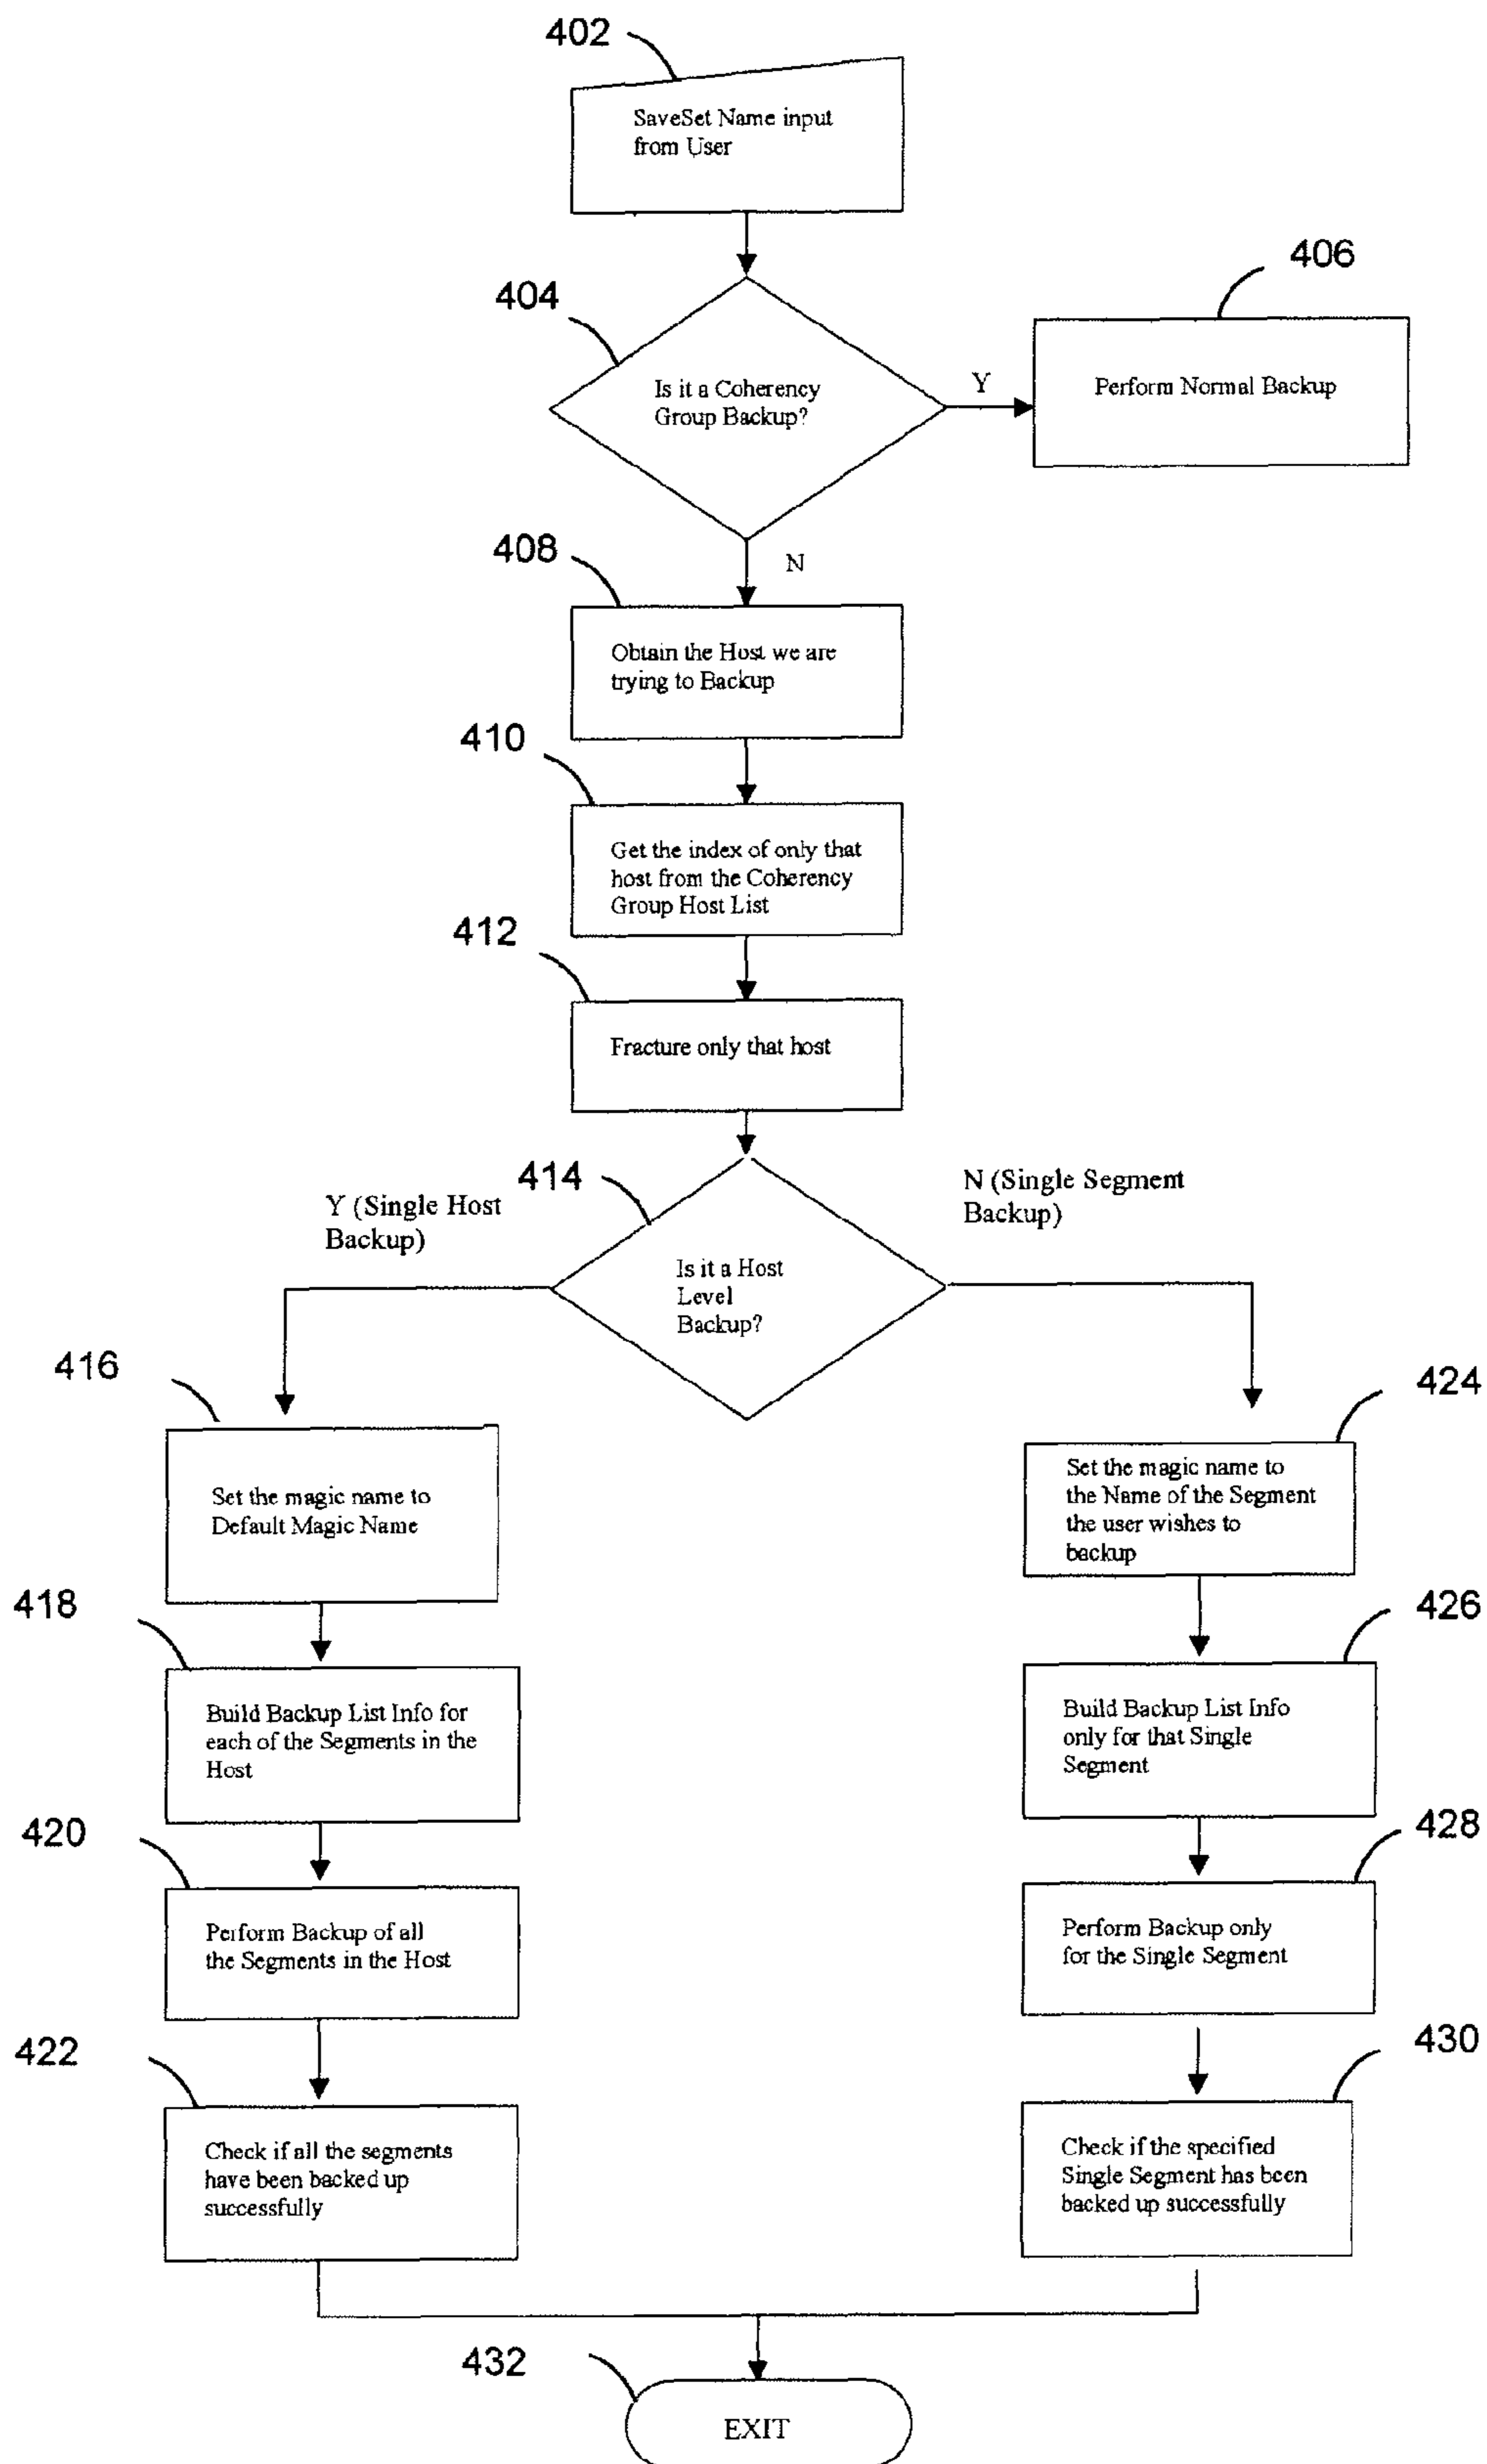 402
SaveSet Name input
from User
404
406
Is it a Coherency
Group Backup?
Y
Perform Normal Backup
N
408
Obtain the Host we are
trying to Backup
410
Get the index of only that
host from the Coherency
Group Host List
412
Fracture only that host
414
Y (Single Host
Backup)
N (Single Segment
Backup)
Is it a Host
Level
Backup?
416
Set the magic name to
Default Magic Name
424
Set the magic name to
the Name of the Segment
the user wishes to
backup
418
Build Backup List Info for
each of the Segments in the
Host
426
Build Backup List Info
only for that Single
Segment
420
Perform Backup of all
the Segments in the Host
428
Perform Backup only
for the Single Segment
422
Check if all the segments
have been backed up
successfully
430
Check if the specified
Single Segment has been
backed up successfully
432
EXIT